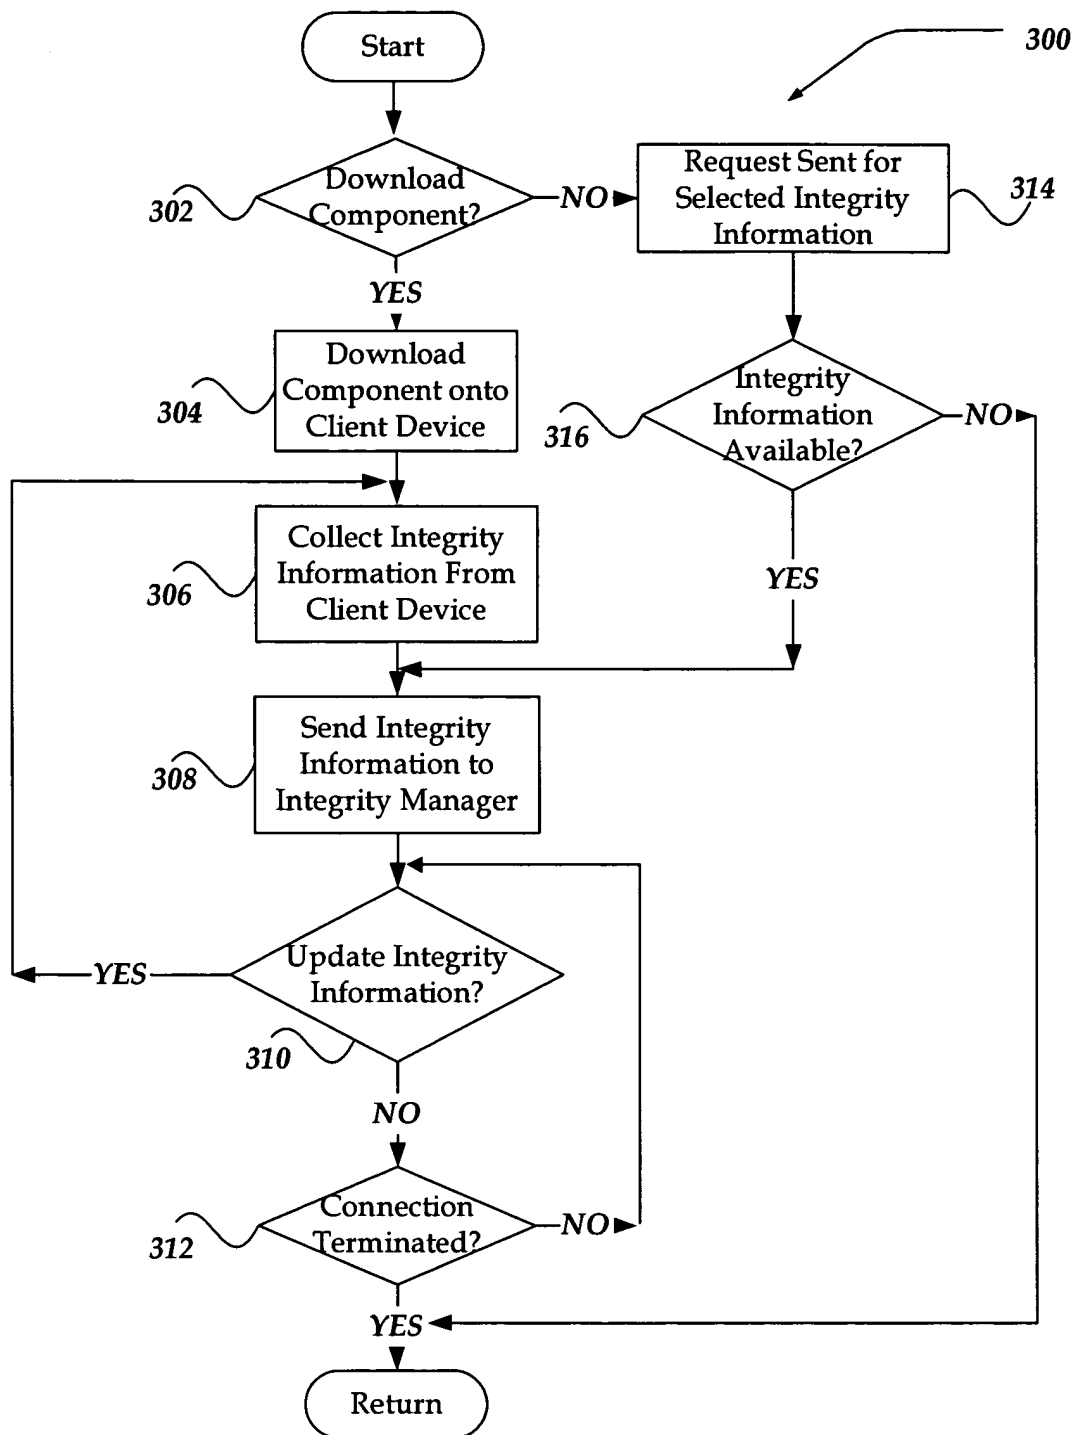 Start
300
Download
Component?
302
NO
Request Sent for
Selected Integrity
Information
314
YES
Download
Component onto
Client Device
304
Integrity
Information
Available?
316
NO
Collect Integrity
Information From
Client Device
306
YES
Send Integrity
Information to
Integrity Manager
308
Update Integrity
Information?
YES
310
NO
Connection
Terminated?
312
NO
YES
Return